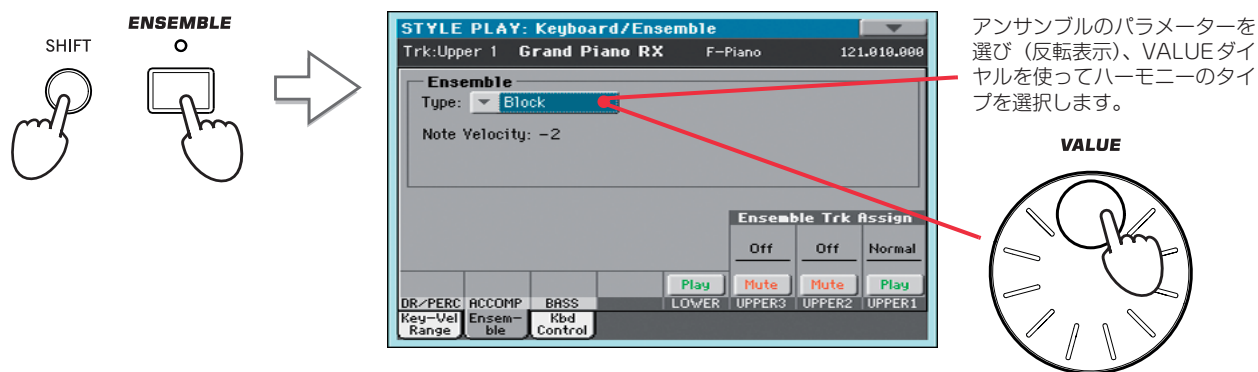 SHIFT
ENSEMBLE
STYLE PLAY: Keyboard/Ensemble
Trk:Upper 1 Grand Piano RX F-Piano 121.010.000
Ensemble
Type: Block
Note Velocity: -2
Ensemble Trk Assign
Off Off Normal
Play Mute Mute Play
DR/PERC ACCOMP BASS LOWER UPPER3 UPPER2 UPPER1
Key-Vel Range Ensem-ble Kbd Control
アンサンブルのパラメーターを
選び(反転表示)、VALUEダイ
ヤルを使ってハーモニーのタイ
プを選択します。
VALUE